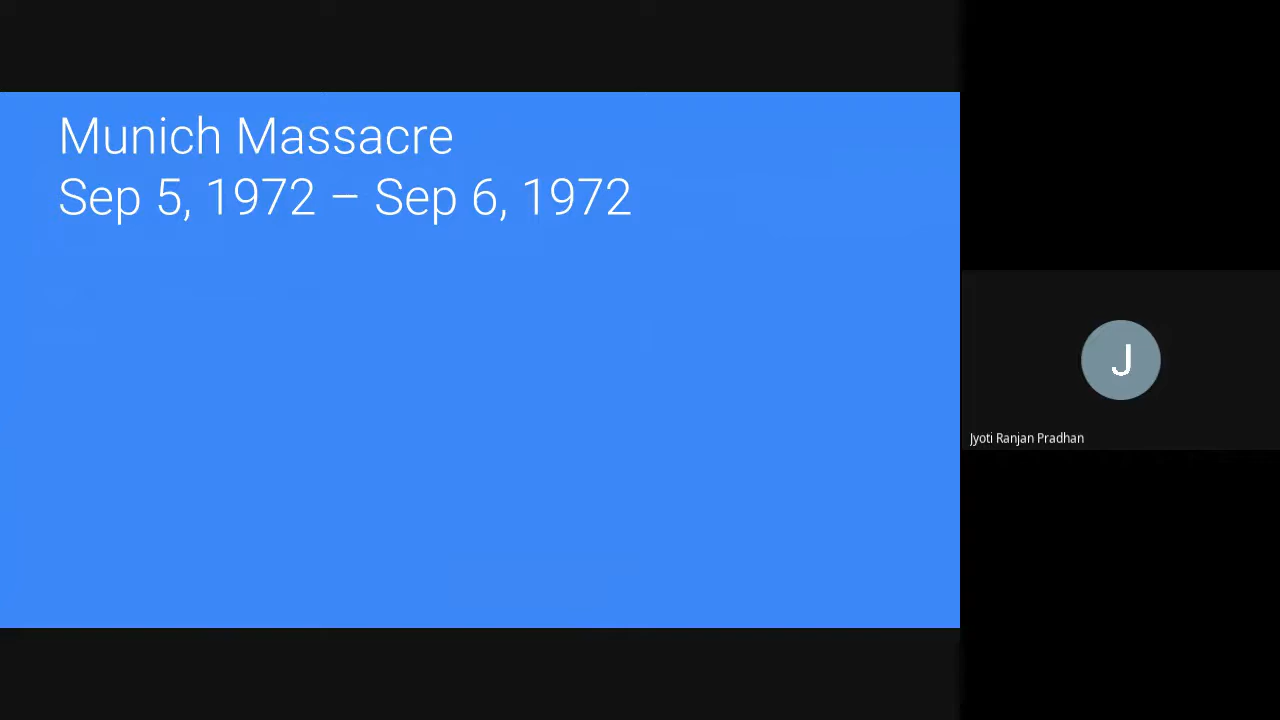 Munich Massacre
Sep 5, 1972 – Sep 6, 1972
J
Jyoti Ranjan Pradhan